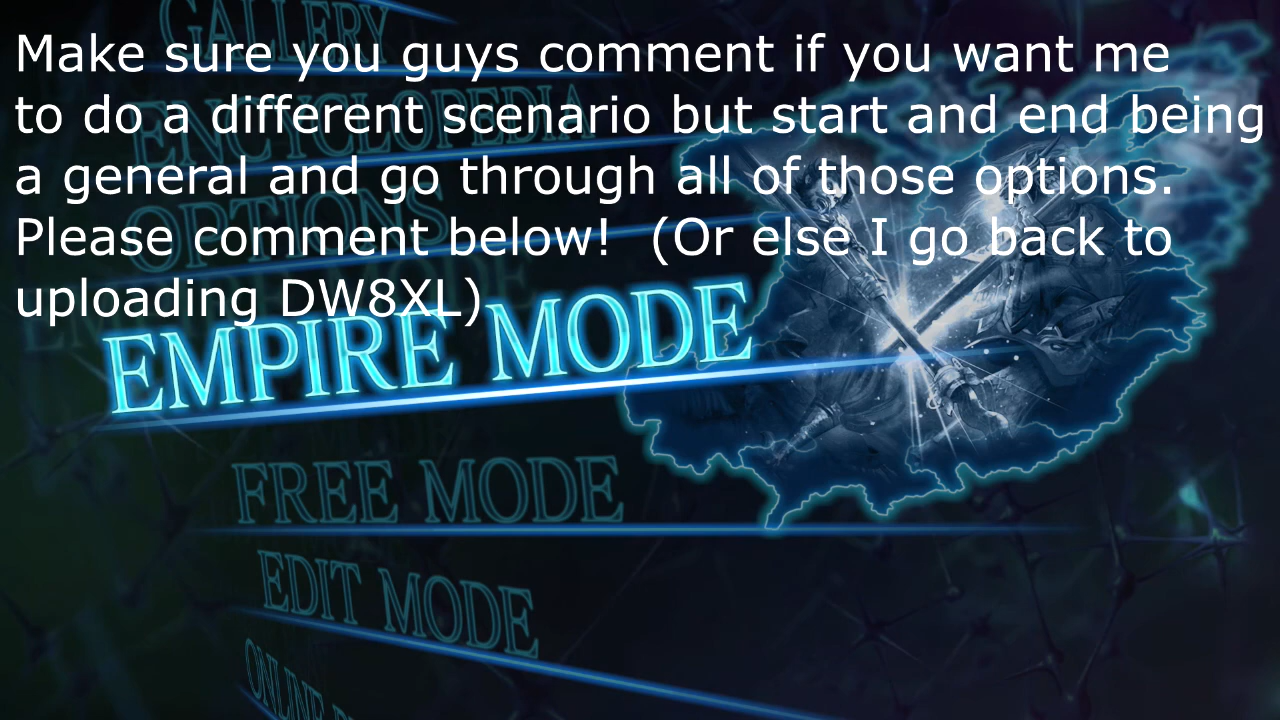 GALLERY
Make sure you guys comment if you want me
to do a different scenario but start and end being
ENCYCLOPEDIA
a general and go through all of those options.
OPTIONS
Please comment below!  (Or else I go back to
uploading DW8XL)
EMPIRE MODE
FREE MODE
EDIT MODE
ONLINE